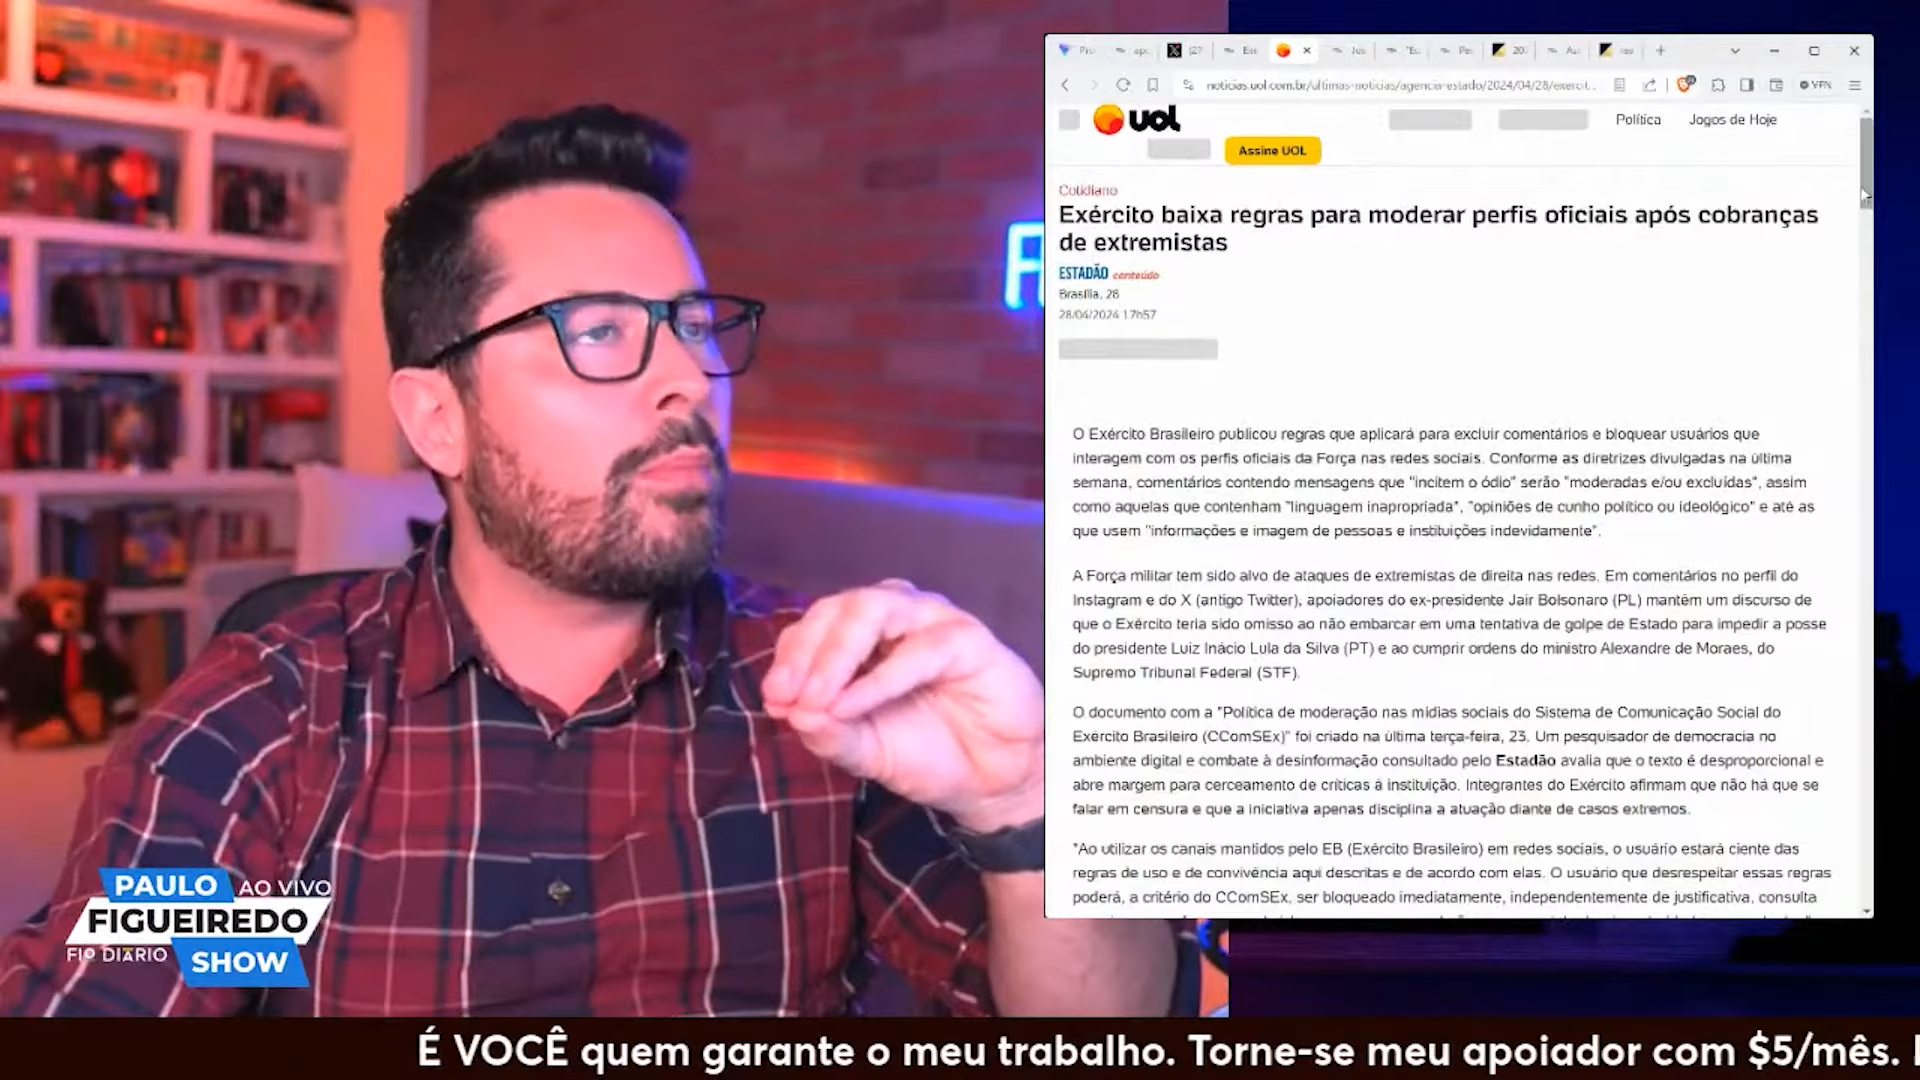 noticias.uol.com.br/ultimas-noticias/agencia-estado/2024/04/28/exercit...
VPN
uol
Política
Jogos de Hoje
Assine UOL
Cotidiano
Exército baixa regras para moderar perfis oficiais após cobranças
de extremistas
ESTADÃO conteúdo
Brasília, 28
28/04/2024 17h57
O Exército Brasileiro publicou regras que aplicará para excluir comentários e bloquear usuários que
interagem com os perfis oficiais da Força nas redes sociais. Conforme as diretrizes divulgadas na última
semana, comentários contendo mensagens que "incitem o ódio" serão "moderadas e/ou excluídas", assim
como aquelas que contenham "linguagem inapropriada", "opiniões de cunho político ou ideológico" e até as
que usem "informações e imagem de pessoas e instituições indevidamente".
A Força militar tem sido alvo de ataques de extremistas de direita nas redes. Em comentários no perfil do
Instagram e do X (antigo Twitter), apoiadores do ex-presidente Jair Bolsonaro (PL) mantêm um discurso de
que o Exército teria sido omisso ao não embarcar em uma tentativa de golpe de Estado para impedir a posse
do presidente Luiz Inácio Lula da Silva (PT) e ao cumprir ordens do ministro Alexandre de Moraes, do
Supremo Tribunal Federal (STF).
O documento com a "Política de moderação nas mídias sociais do Sistema de Comunicação Social do
Exército Brasileiro (CComSEx)" foi criado na última terça-feira, 23. Um pesquisador de democracia no
ambiente digital e combate à desinformação consultado pelo Estadão avalia que o texto é desproporcional e
abre margem para cerceamento de críticas à instituição. Integrantes do Exército afirmam que não há que se
falar em censura e que a iniciativa apenas disciplina a atuação diante de casos extremos.
"Ao utilizar os canais mantidos pelo EB (Exército Brasileiro) em redes sociais, o usuário estará ciente das
regras de uso e de convivência aqui descritas e de acordo com elas. O usuário que desrespeitar essas regras
poderá, a critério do CComSEx, ser bloqueado imediatamente, independentemente de justificativa, consulta
PAULO AO VIVO
FIGUEIREDO
FIO DIÁRIO SHOW
É VOCÊ quem garante o meu trabalho. Torne-se meu apoiador com $5/mês.